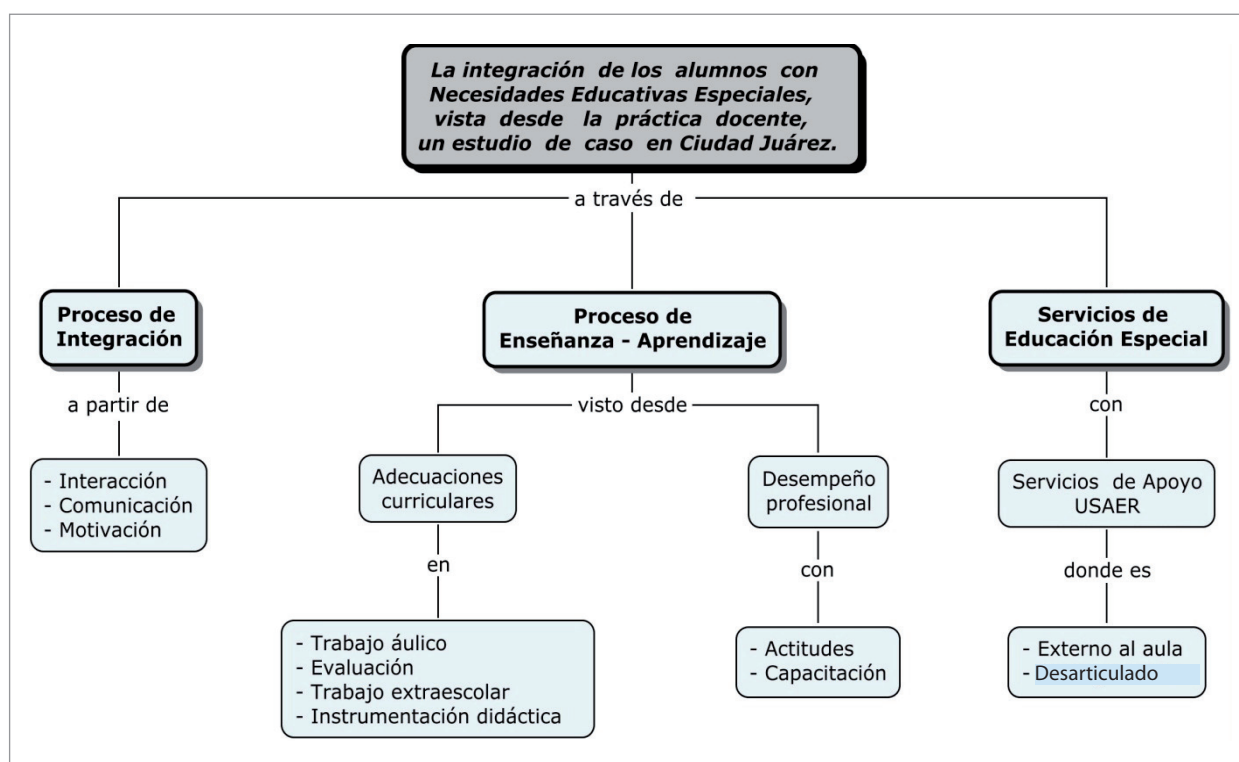 La integración de los alumnos con
Necesidades Educativas Especiales,
vista desde la práctica docente,
un estudio de caso en Ciudad Juárez.
a través de
Proceso de
Integración
Proceso de
Enseñanza - Aprendizaje
Servicios de
Educación Especial
a partir de
visto desde
con
- Interacción
- Comunicación
- Motivación
Adecuaciones
curriculares
Desempeño
profesional
Servicios de Apoyo
USAER
en
con
donde es
- Trabajo áulico
- Evaluación
- Trabajo extraescolar
- Instrumentación didáctica
- Actitudes
- Capacitación
- Externo al aula
- Desarticulado